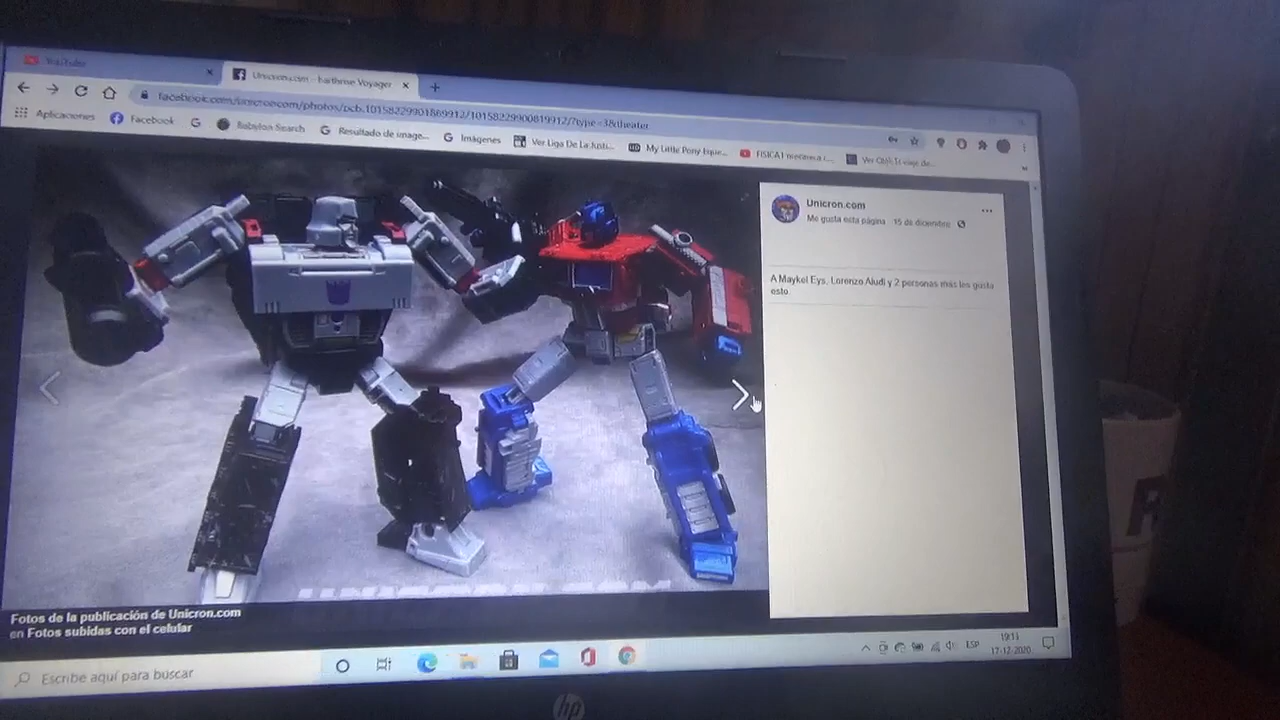 YouTube
Unicron.com - Earthrise Voyager
facebook.com/unicroncom/photos/pcb.10158229901869912/10158229900819912/?type=3&theater
Aplicaciones
Facebook
Babylon Search
Resultado de image...
Imágenes
Ver Liga De La Justi...
My Little Pony Eque...
FISICA I mecanica l...
Unicron.com
Me gusta esta página · 15 de diciembre
A Maykel Eys, Lorenzo Aludi y 2 personas más les gusta
esto.
Fotos de la publicación de Unicron.com
en Fotos subidas con el celular
Escribe aquí para buscar
ESP
19:11
17-12-2020
hp